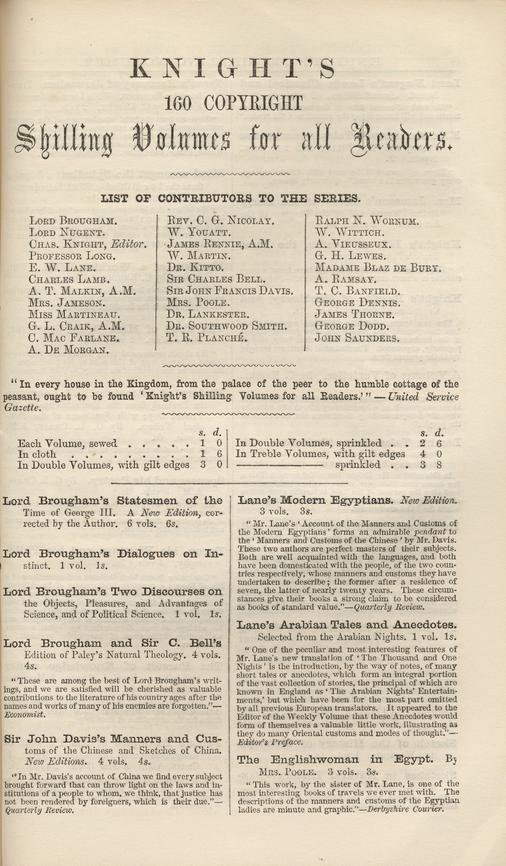 KNIGHT'S
160 COPYRIGHT
Shilling Volumes for all Readers.
LIST OF CONTRIBUTORS TO THE SERIES.
LORD BROUGHAM.
LORD NUGENT.
CHAS. KNIGHT, Editor.
PROFESSOR LONG.
E. W. LANE.
CHARLES LAMB.
A. T. MALKIN, A.M.
MRS. JAMESON.
MISS MARTINEAU.
G. L. CRAIK, A.M.
C. MAC FARLANE.
A. DE MORGAN.
REV. C. G. NICOLAY.
W. YOUATT.
JAMES RENNIE, A.M.
W. MARTIN.
DR. KITTO.
SIR CHARLES BELL.
SIR JOHN FRANCIS DAVIS.
MRS. POOLE.
DR. LANKESTER.
DR. SOUTHWOOD SMITH.
T. R. PLANCHÉ.
RALPH N. WORNUM.
W. WITTICH.
A. VIEUSSEUX.
G. H. LEWES.
MADAME BLAZ DE BURY.
A. RAMSAY.
T. C. BANFIELD.
GEORGE DENNIS.
JAMES THORNE.
GEORGE DODD.
JOHN SAUNDERS.
"In every house in the Kingdom, from the palace of the peer to the humble cottage of the
peasant, ought to be found 'Knight's Shilling Volumes for all Readers.'" — United Service
Gazette.
s. d.
Each Volume, sewed . . . . . 1 0
In cloth . . . . . . . . 1 6
In Double Volumes, with gilt edges 3 0
s. d.
In Double Volumes, sprinkled . . 2 6
In Treble Volumes, with gilt edges 4 0
———— sprinkled . . 3 8
Lord Brougham's Statesmen of the
Time of George III. A New Edition, cor-
rected by the Author. 6 vols. 6s.
Lord Brougham's Dialogues on In-
stinct. 1 vol. 1s.
Lord Brougham's Two Discourses on
the Objects, Pleasures, and Advantages of
Science, and of Political Science. 1 vol. 1s.
Lord Brougham and Sir C. Bell's
Edition of Paley's Natural Theology. 4 vols.
4s.
"These are among the best of Lord Brougham's writ-
ings, and we are satisfied will be cherished as valuable
contributions to the literature of his country ages after the
names and works of many of his enemies are forgotten."—
Economist.
Sir John Davis's Manners and Cus-
toms of the Chinese and Sketches of China.
New Editions. 4 vols. 4s.
"In Mr. Davis's account of China we find every subject
brought forward that can throw light on the laws and in-
stitutions of a people to whom, we think, that justice has
not been rendered by foreigners, which is their due."—
Quarterly Review.
Lane's Modern Egyptians. New Edition.
3 vols. 3s.
"Mr. Lane's 'Account of the Manners and Customs of
the Modern Egyptians' forms an admirable pendant to
the 'Manners and Customs of the Chinese' by Mr. Davis.
These two authors are perfect masters of their subjects.
Both are well acquainted with the languages, and both
have been domesticated with the people, of the two coun-
tries respectively, whose manners and customs they have
undertaken to describe; the former after a residence of
seven, the latter of nearly twenty years. These circum-
stances give their books a strong claim to be considered
as books of standard value."—Quarterly Review.
Lane's Arabian Tales and Anecdotes.
Selected from the Arabian Nights. 1 vol. 1s.
"One of the peculiar and most interesting features of
Mr. Lane's new translation of 'The Thousand and One
Nights' is the introduction, by the way of notes, of many
short tales or anecdotes, which form an integral portion
of the vast collection of stories, the principal of which are
known in England as 'The Arabian Nights' Entertain-
ments,' but which have been for the most part omitted
by all previous European translators. It appeared to the
Editor of the Weekly Volume that these Anecdotes would
form of themselves a valuable little work, illustrating as
they do many Oriental customs and modes of thought."—
Editor's Preface.
The Englishwoman in Egypt. By
MRS. POOLE. 3 vols. 3s.
"This work, by the sister of Mr. Lane, is one of the
most interesting books of travels we ever met with. The
descriptions of the manners and customs of the Egyptian
ladies are minute and graphic."—Derbyshire Courier.